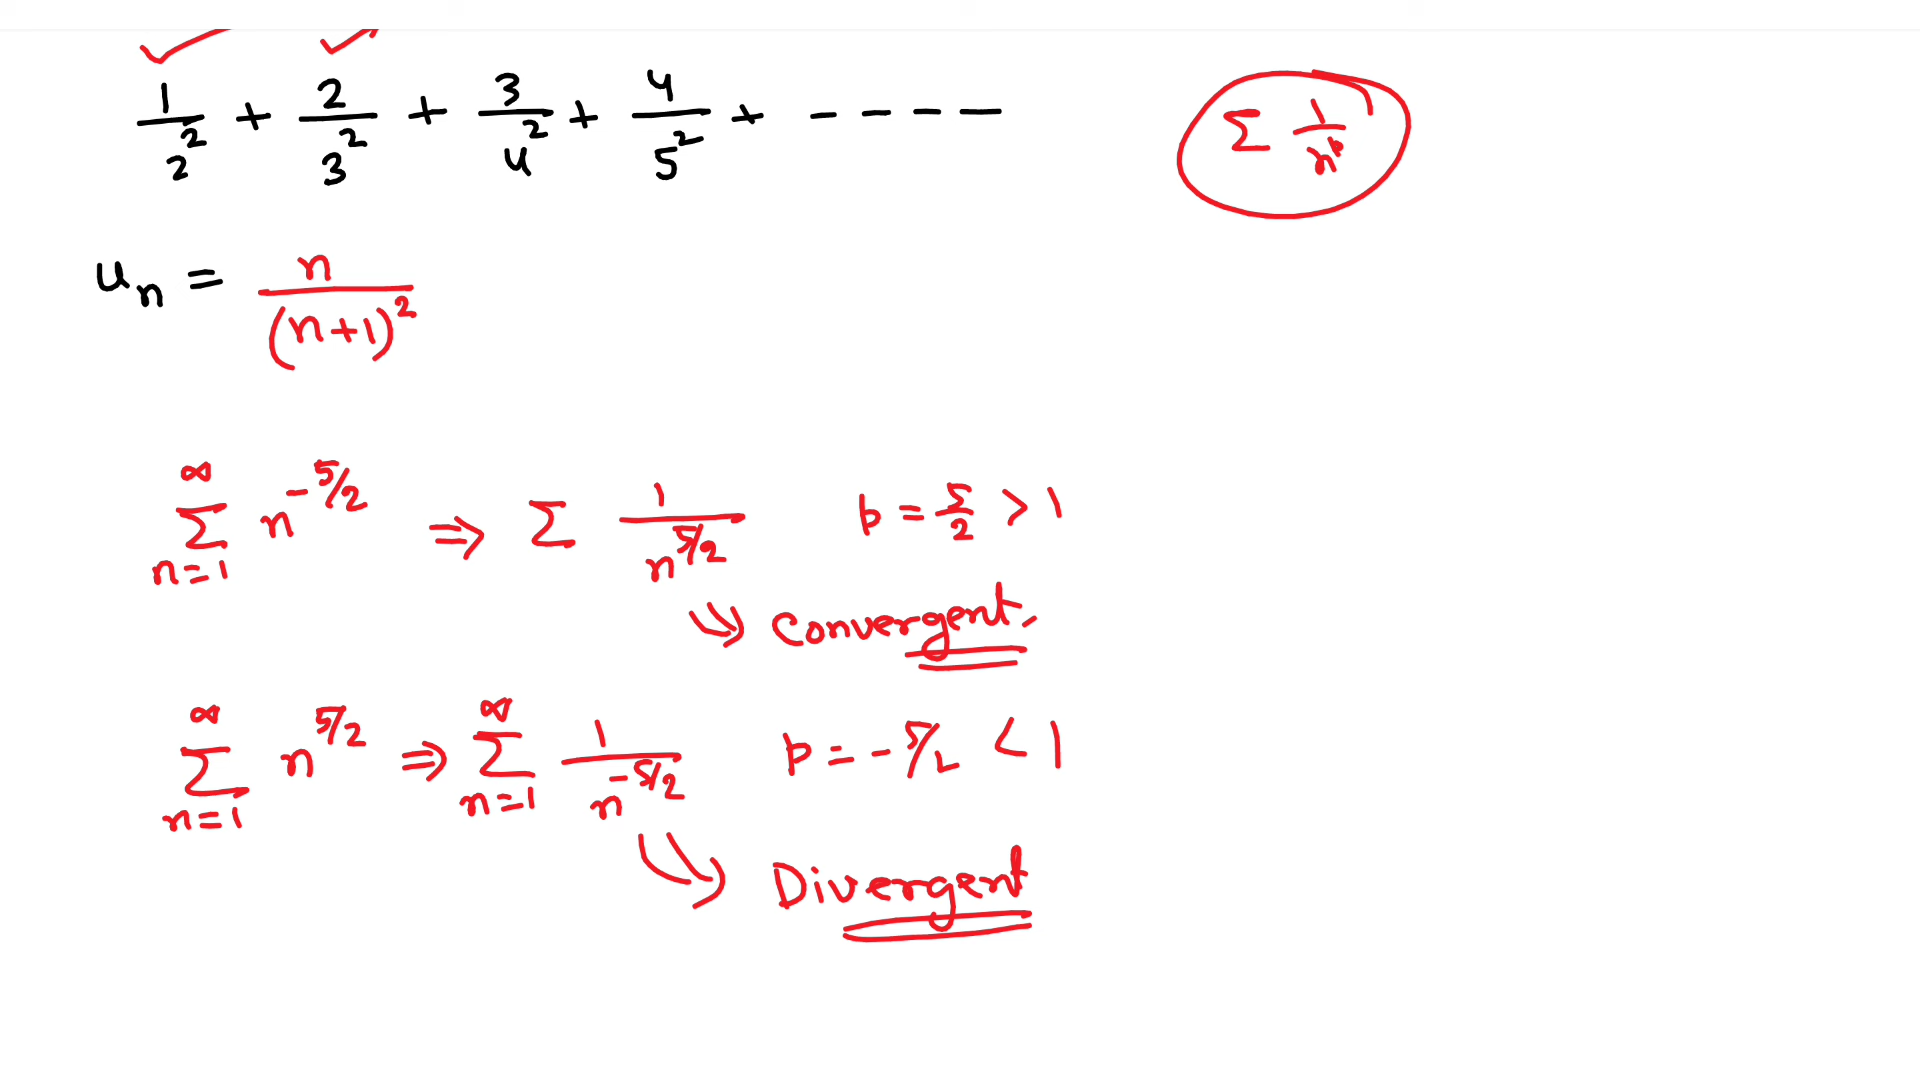 1/2² + 2/3² + 3/4² + 4/5² + ---- Σ 1/nᵖ
uₙ = n/(n+1)²
∞ Σ n=1 n^(-5/2) ⇒ Σ 1/n^(5/2) p = 5/2 > 1
Convergent.
∞ Σ n=1 n^(5/2) ⇒ ∞ Σ n=1 1/n^(-5/2) p = -5/2 < 1
Divergent